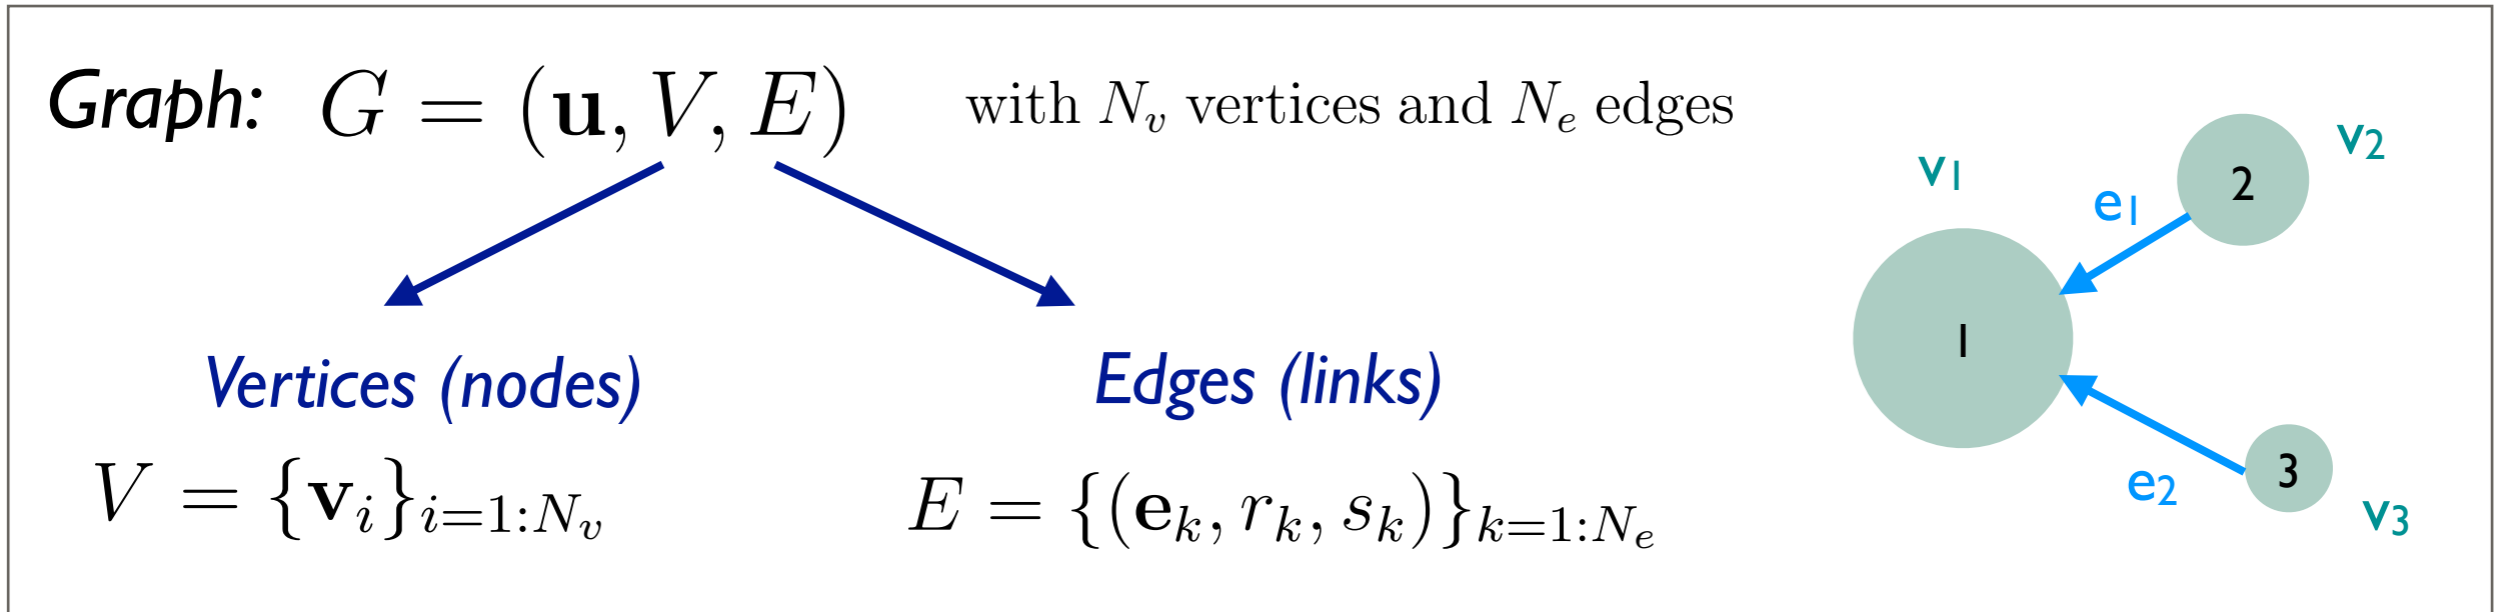 Graph: G = (u, V, E) with N_v vertices and N_e edges
v1
v2
e1
2
1
Vertices (nodes)
Edges (links)
V = {v_i}_{i=1:N_v}
E = {(e_k, r_k, s_k)}_{k=1:N_e}
e2
3
v3